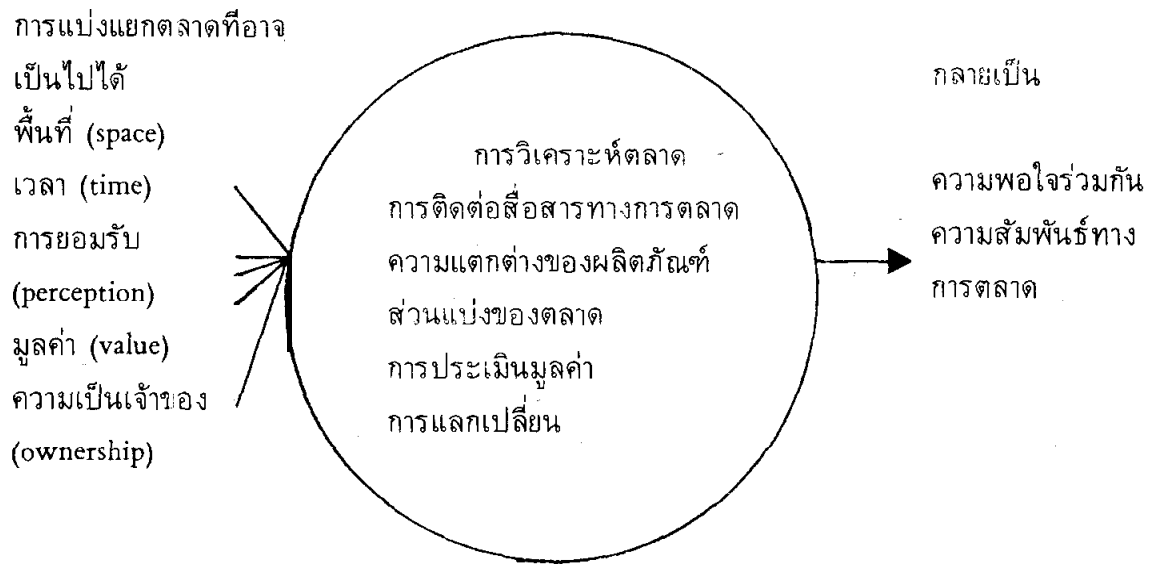 การแบ่งแยกตลาดที่อาจ
เป็นไปได้
พื้นที่ (space)
เวลา (time)
การยอมรับ
(perception)
มูลค่า (value)
ความเป็นเจ้าของ
(ownership)
การวิเคราะห์ตลาด
การติดต่อสื่อสารทางการตลาด
ความแตกต่างของผลิตภัณฑ์
ส่วนแบ่งของตลาด
การประเมินมูลค่า
การแลกเปลี่ยน
กลายเป็น
ความพอใจร่วมกัน
ความสัมพันธ์ทาง
การตลาด